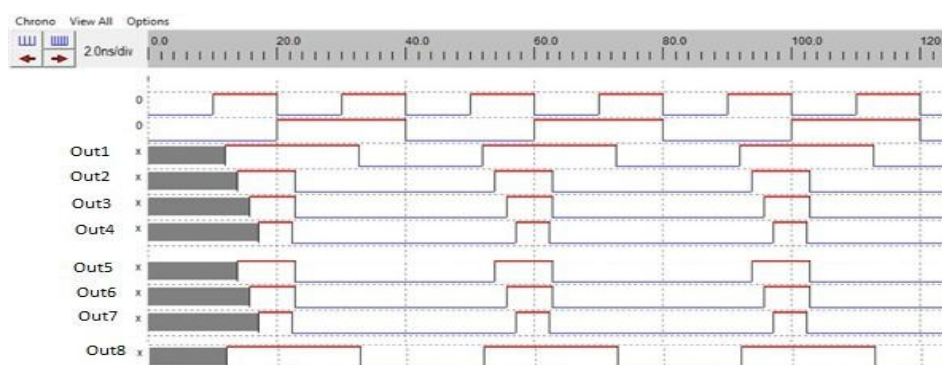 Chrono View All Options
2.0ns/div 0.0 20.0 40.0 60.0 80.0 100.0 120
0
0
Out1 x
Out2 x
Out3 x
Out4 x
Out5 x
Out6 x
Out7 x
Out8 x